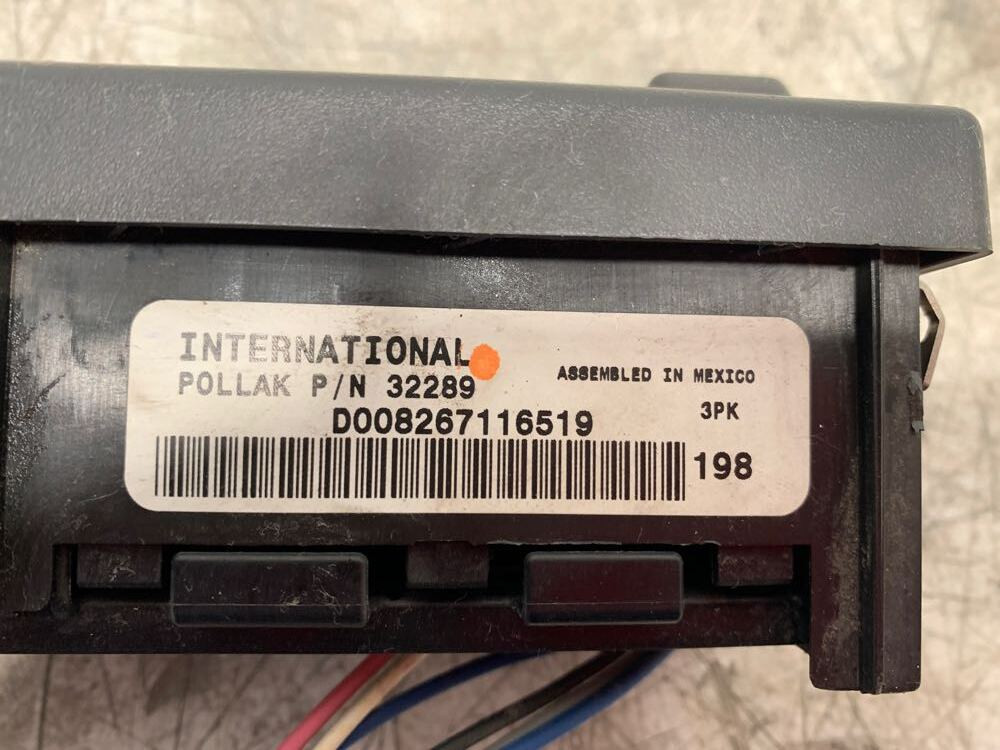 INTERNATIONAL
POLLAK P/N 32289
ASSEMBLED IN MEXICO
3PK
D008267116519
198